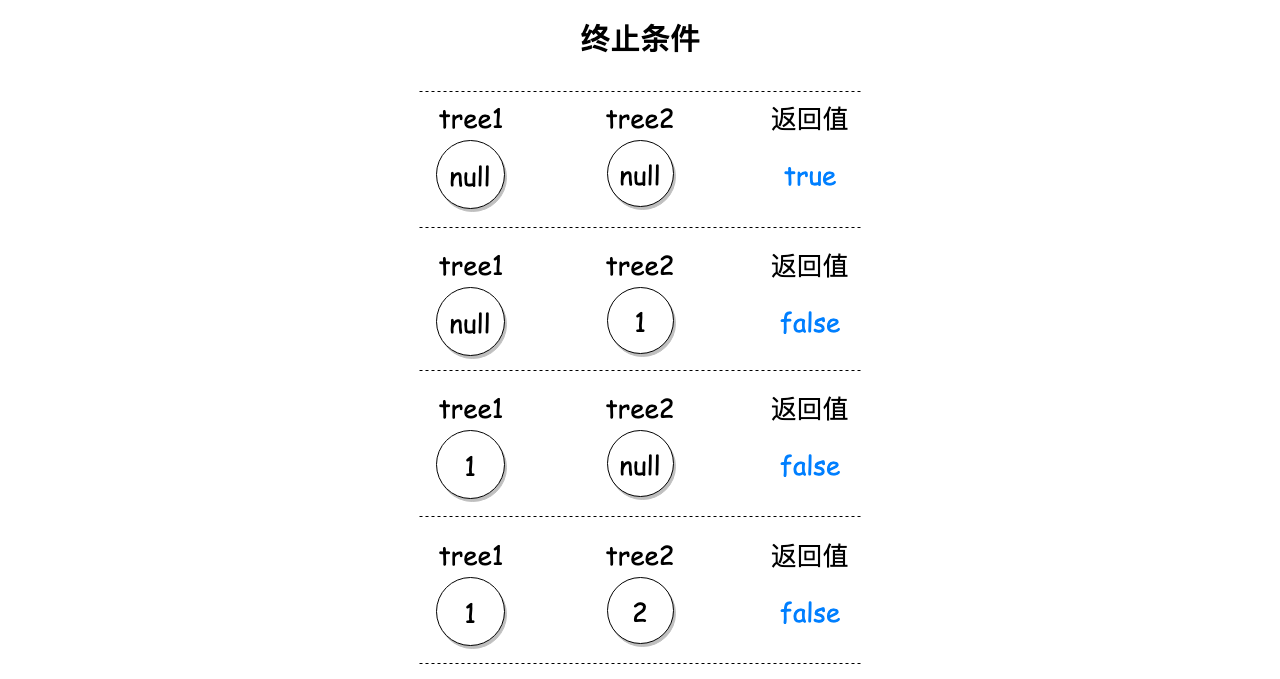 终止条件
tree1 tree2 返回值
null null true
tree1 tree2 返回值
null 1 false
tree1 tree2 返回值
1 null false
tree1 tree2 返回值
1 2 false